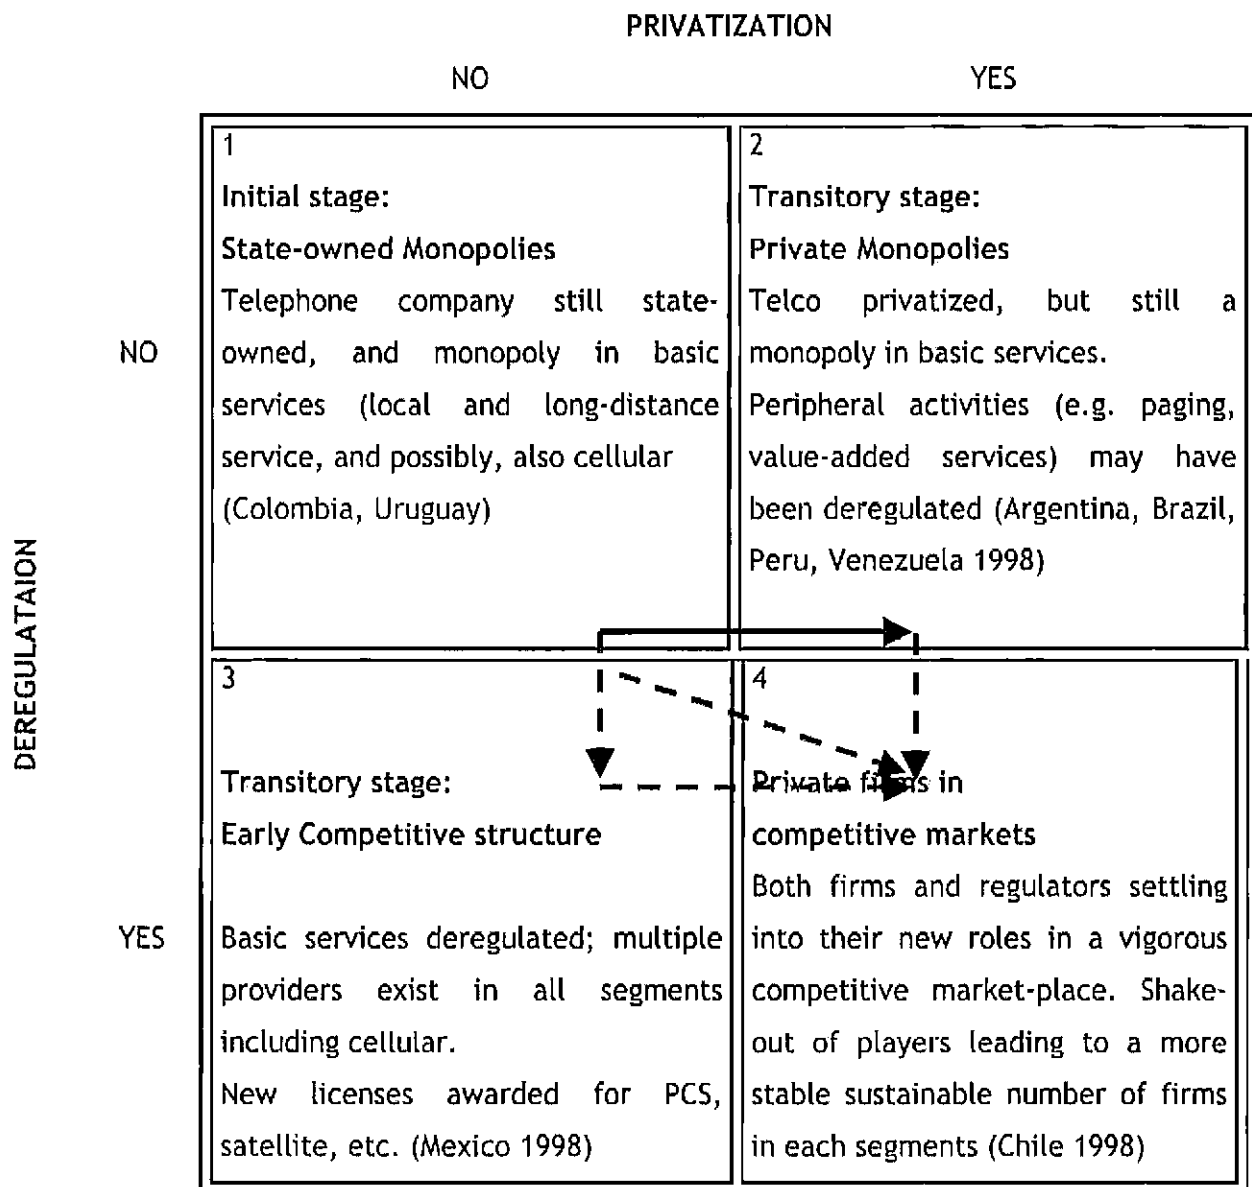 PRIVATIZATION
NO YES
1
Initial stage:
State-owned Monopolies
Telephone company still state-
owned, and monopoly in basic
services (local and long-distance
service, and possibly, also cellular
(Colombia, Uruguay)
2
Transitory stage:
Private Monopolies
Telco privatized, but still a
monopoly in basic services.
Peripheral activities (e.g. paging,
value-added services) may have
been deregulated (Argentina, Brazil,
Peru, Venezuela 1998)
NO
DEREGULATAION
3
Transitory stage:
Early Competitive structure
Basic services deregulated; multiple
providers exist in all segments
including cellular.
New licenses awarded for PCS,
satellite, etc. (Mexico 1998)
4
Private firms in
competitive markets
Both firms and regulators settling
into their new roles in a vigorous
competitive market-place. Shake-
out of players leading to a more
stable sustainable number of firms
in each segments (Chile 1998)
YES